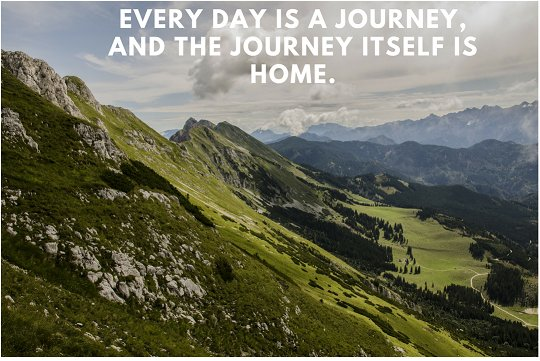 EVERY DAY IS A JOURNEY,
AND THE JOURNEY ITSELF IS
HOME.